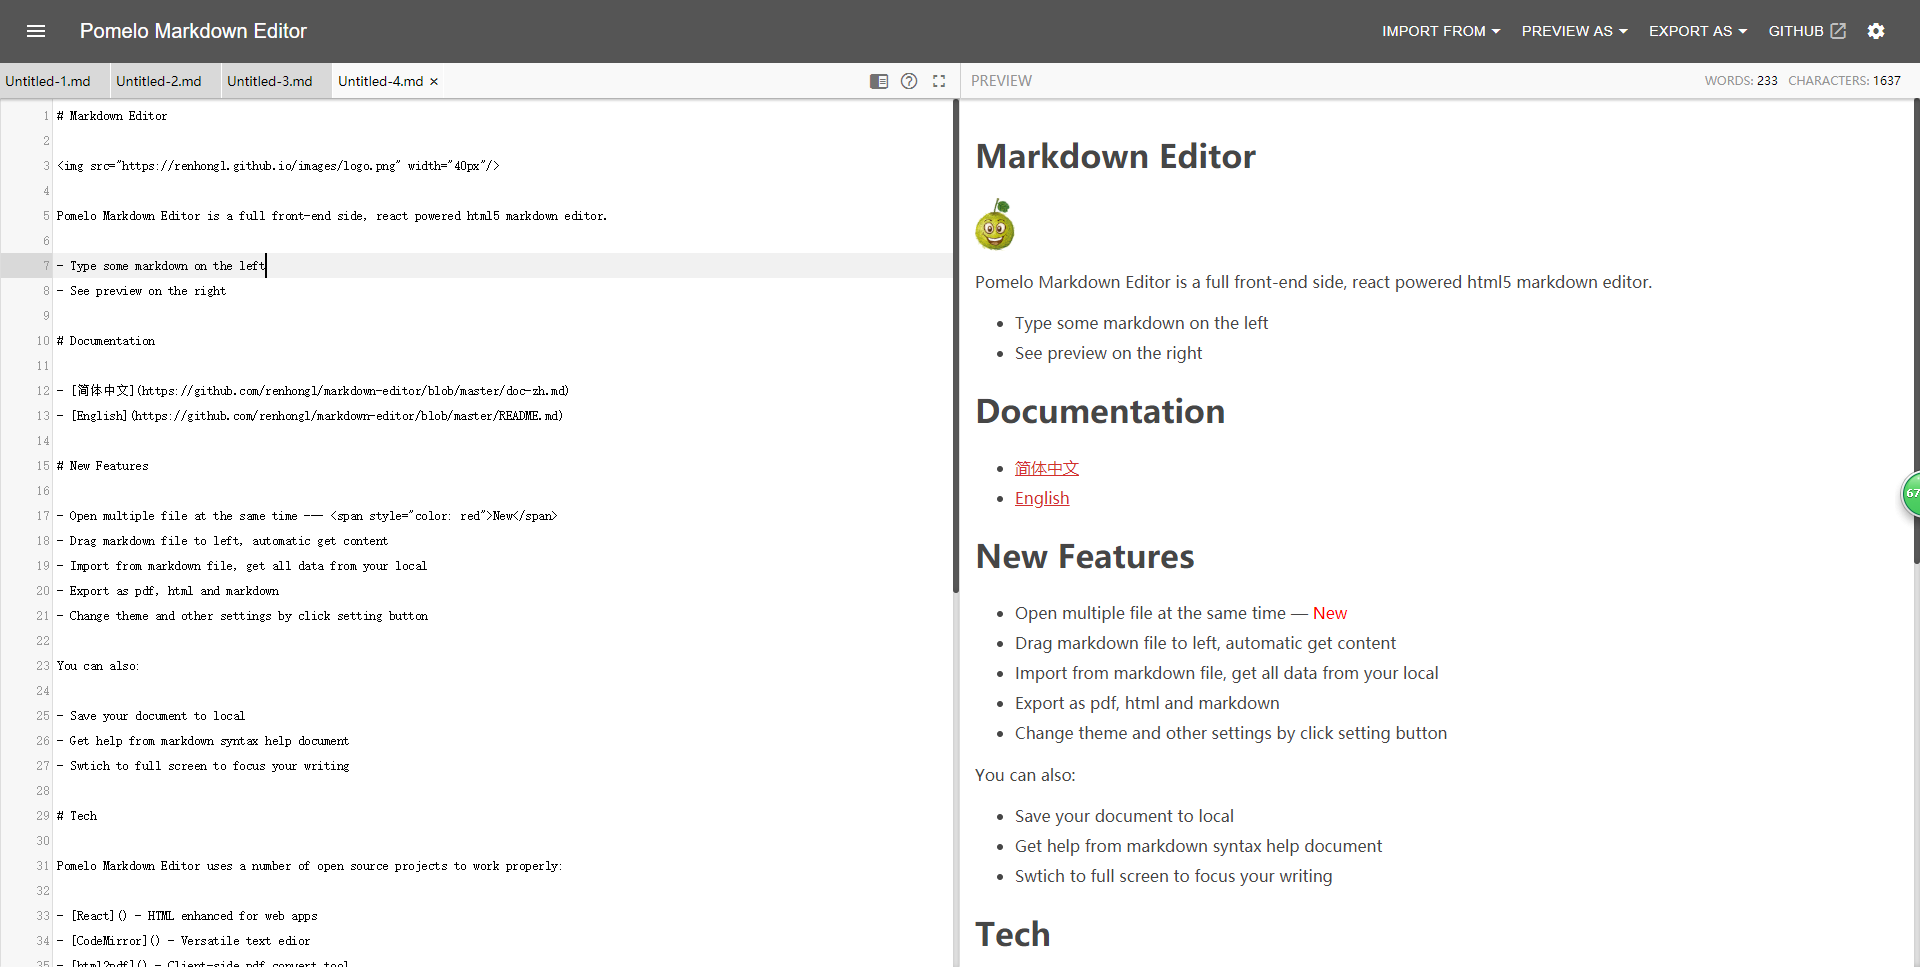 Pomelo Markdown Editor
IMPORT FROM PREVIEW AS EXPORT AS GITHUB
Untitled-1.md Untitled-2.md Untitled-3.md Untitled-4.md ×
PREVIEW WORDS: 233 CHARACTERS: 1637
1 # Markdown Editor
2
3 <img src="https://renhongl.github.io/images/logo.png" width="40px"/>
4
5 Pomelo Markdown Editor is a full front-end side, react powered html5 markdown editor.
6
7 - Type some markdown on the left
8 - See preview on the right
9
10 # Documentation
11
12 - [简体中文](https://github.com/renhongl/markdown-editor/blob/master/doc-zh.md)
13 - [English](https://github.com/renhongl/markdown-editor/blob/master/README.md)
14
15 # New Features
16
17 - Open multiple file at the same time --- <span style="color: red">New</span>
18 - Drag markdown file to left, automatic get content
19 - Import from markdown file, get all data from your local
20 - Export as pdf, html and markdown
21 - Change theme and other settings by click setting button
22
23 You can also:
24
25 - Save your document to local
26 - Get help from markdown syntax help document
27 - Swtich to full screen to focus your writing
28
29 # Tech
30
31 Pomelo Markdown Editor uses a number of open source projects to work properly:
32
33 - [React]() - HTML enhanced for web apps
34 - [CodeMirror]() - Versatile text edior
35 - [html2pdf]() - Client-side pdf convert tool
Markdown Editor
Pomelo Markdown Editor is a full front-end side, react powered html5 markdown editor.
• Type some markdown on the left
• See preview on the right
Documentation
• 简体中文
• English
New Features
• Open multiple file at the same time — New
• Drag markdown file to left, automatic get content
• Import from markdown file, get all data from your local
• Export as pdf, html and markdown
• Change theme and other settings by click setting button
You can also:
• Save your document to local
• Get help from markdown syntax help document
• Swtich to full screen to focus your writing
Tech
67